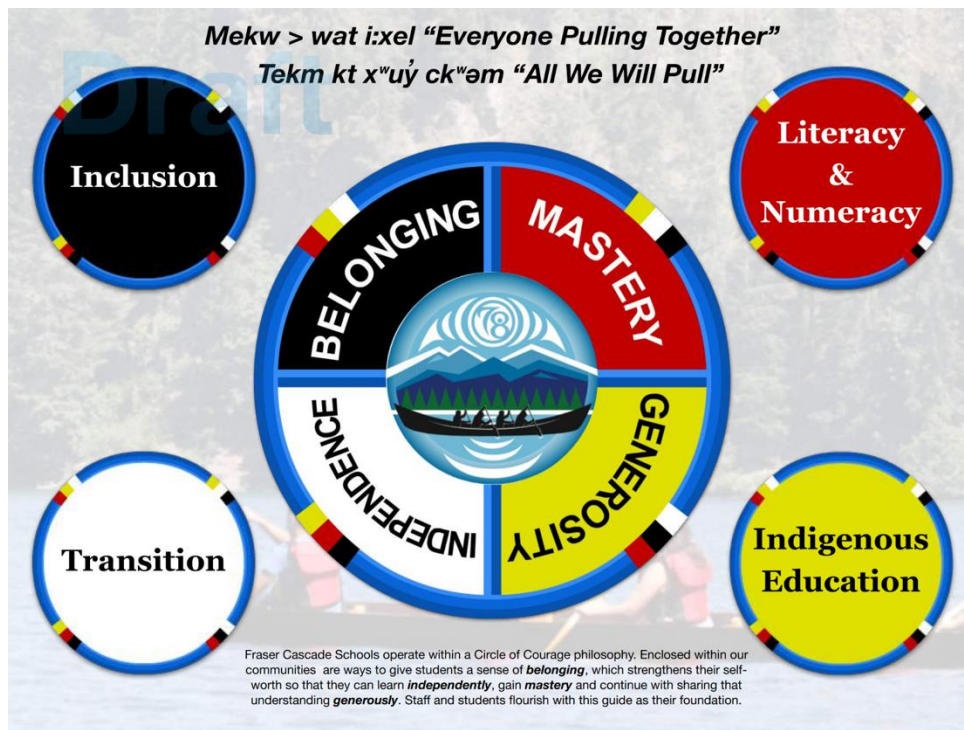 Mekw > wat i:xel “Everyone Pulling Together”
Tekm kt xʷuy̓ ckʷəm “All We Will Pull”
Draft
Inclusion
Literacy
&
Numeracy
BELONGING
MASTERY
78
INDEPENDENCE
GENEROSITY
Transition
Indigenous
Education
Fraser Cascade Schools operate within a Circle of Courage philosophy. Enclosed within our
communities are ways to give students a sense of belonging, which strengthens their self-
worth so that they can learn independently, gain mastery and continue with sharing that
understanding generously. Staff and students flourish with this guide as their foundation.